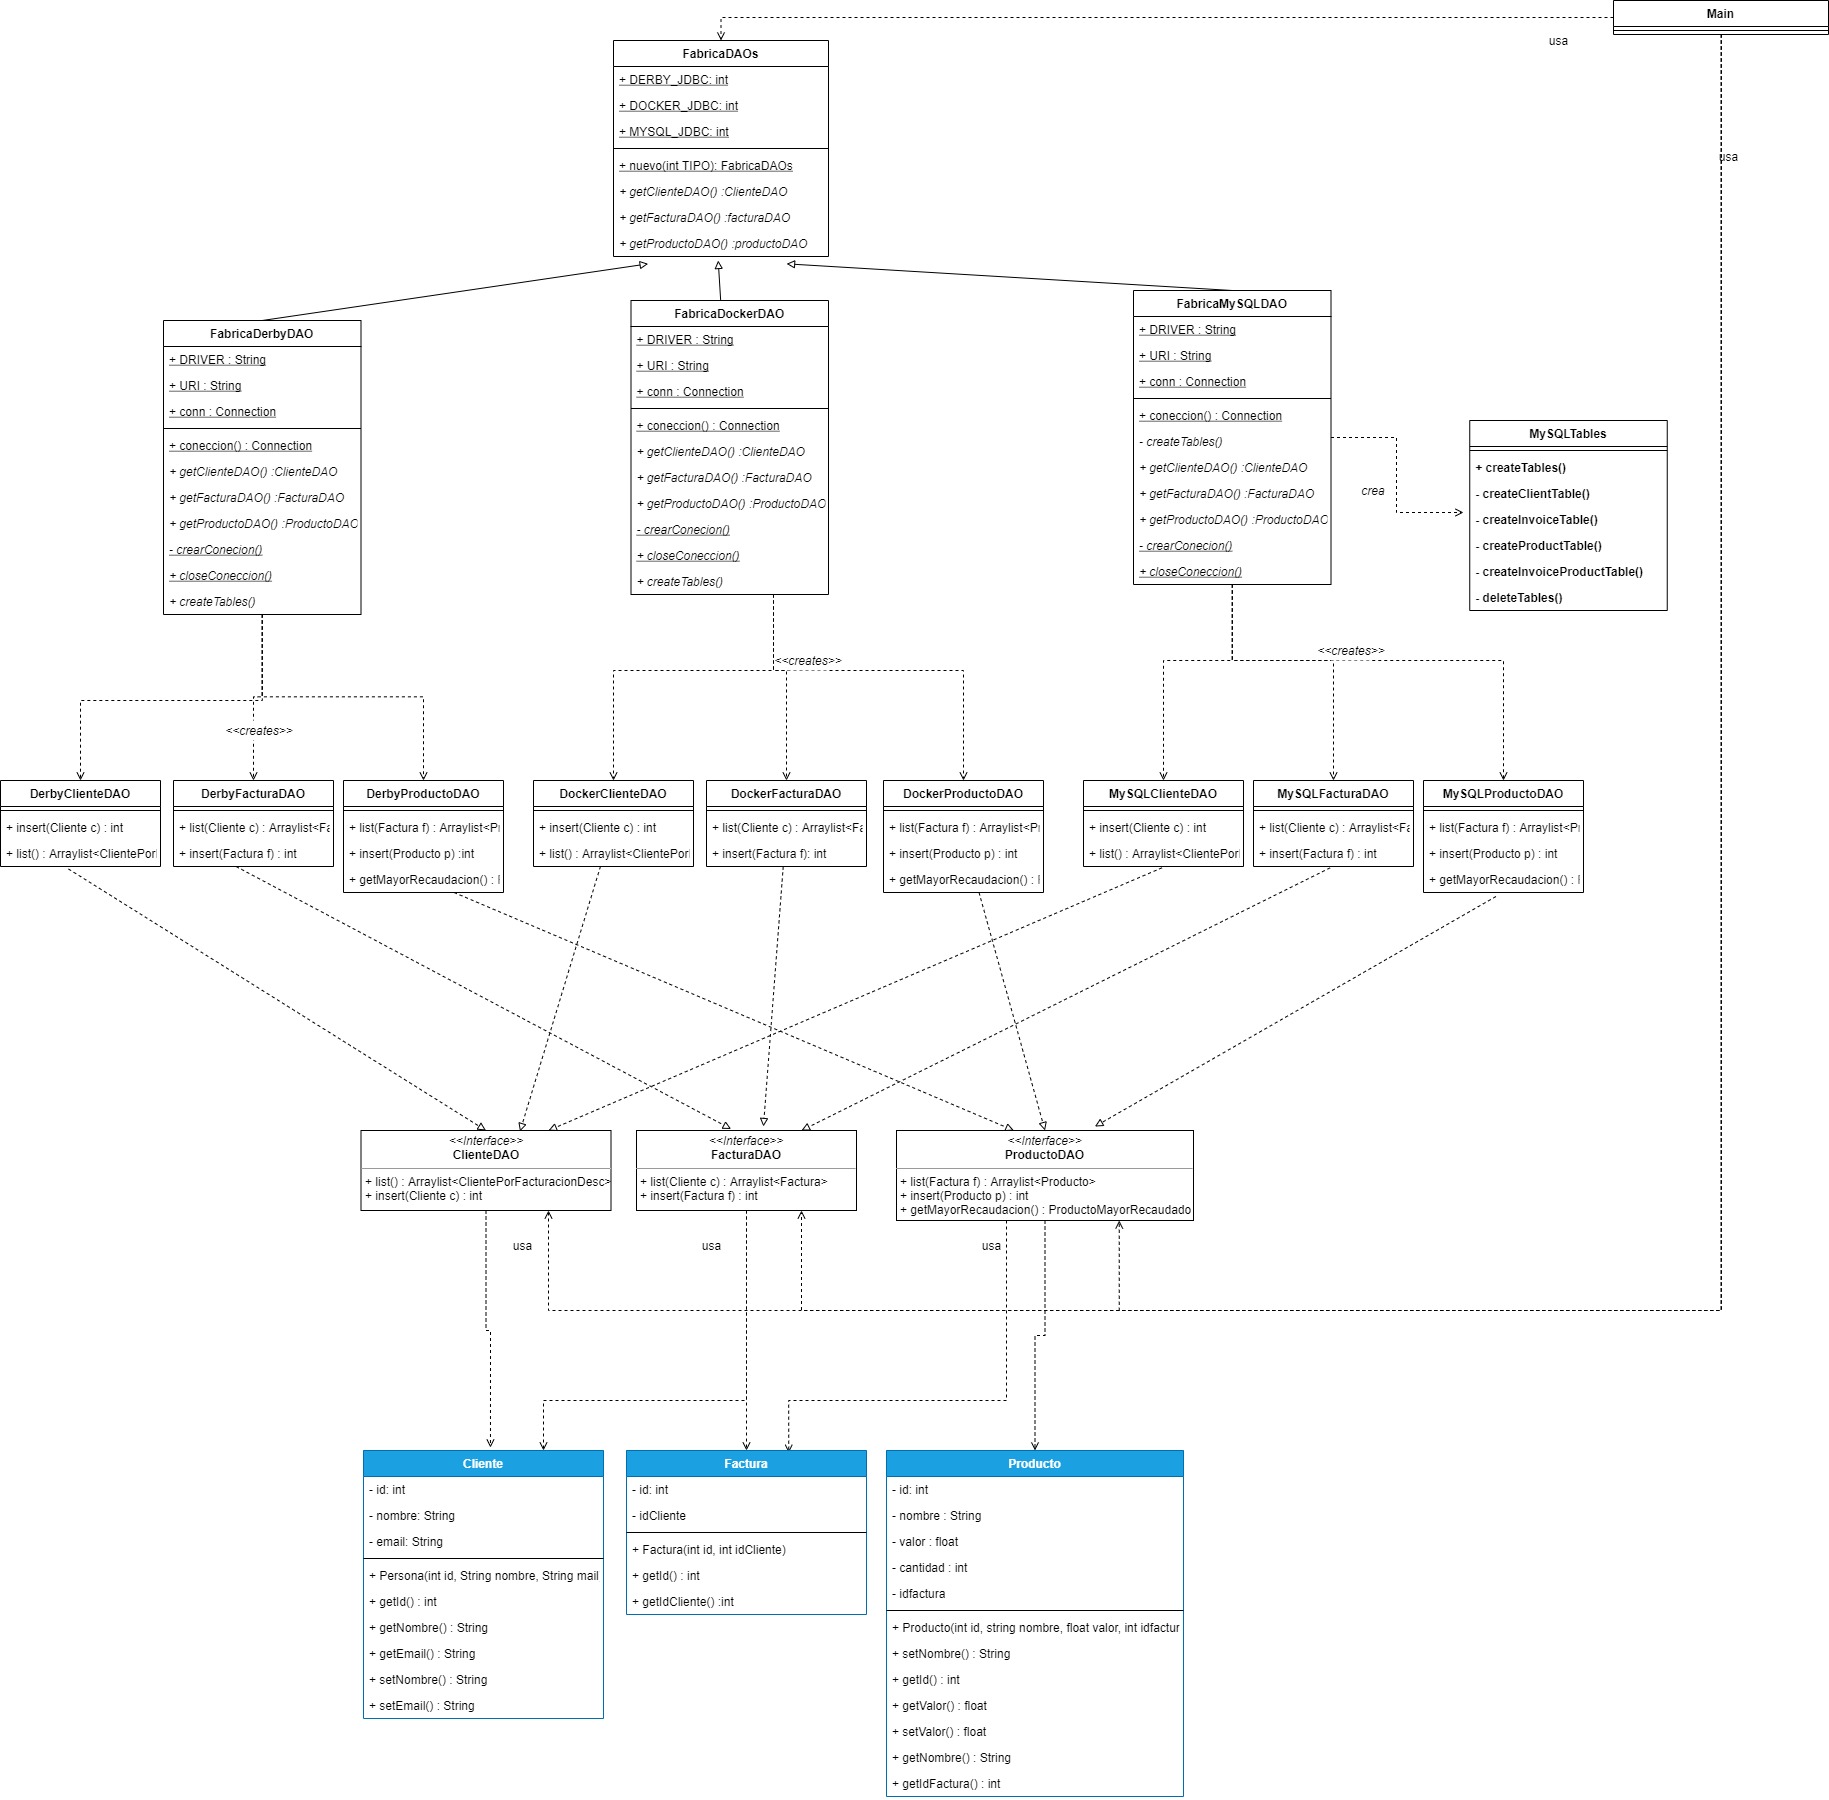 Main
usa
usa
FabricaDAOs
+ DERBY_JDBC: int
+ DOCKER_JDBC: int
+ MYSQL_JDBC: int
+ nuevo(int TIPO): FabricaDAOs
+ getClienteDAO() :ClienteDAO
+ getFacturaDAO() :facturaDAO
+ getProductoDAO() :productoDAO
FabricaDerbyDAO
+ DRIVER : String
+ URI : String
+ conn : Connection
+ coneccion() : Connection
+ getClienteDAO() :ClienteDAO
+ getFacturaDAO() :FacturaDAO
+ getProductoDAO() :ProductoDAO
- crearConecion()
+ closeConeccion()
+ createTables()
FabricaDockerDAO
+ DRIVER : String
+ URI : String
+ conn : Connection
+ coneccion() : Connection
+ getClienteDAO() :ClienteDAO
+ getFacturaDAO() :FacturaDAO
+ getProductoDAO() :ProductoDAO
- crearConecion()
+ closeConeccion()
+ createTables()
FabricaMySQLDAO
+ DRIVER : String
+ URI : String
+ conn : Connection
+ coneccion() : Connection
- createTables()
+ getClienteDAO() :ClienteDAO
+ getFacturaDAO() :FacturaDAO
+ getProductoDAO() :ProductoDAO
- crearConecion()
+ closeConeccion()
crea
MySQLTables
+ createTables()
- createClientTable()
- createInvoiceTable()
- createProductTable()
- createInvoiceProductTable()
- deleteTables()
<<creates>>
<<creates>>
<<creates>>
DerbyClienteDAO
+ insert(Cliente c) : int
+ list() : Arraylist<ClientePor
DerbyFacturaDAO
+ list(Cliente c) : Arraylist<Fa
+ insert(Factura f) : int
DerbyProductoDAO
+ list(Factura f) : Arraylist<P
+ insert(Producto p) :int
+ getMayorRecaudacion() :
DockerClienteDAO
+ insert(Cliente c) : int
+ list() : Arraylist<ClientePor
DockerFacturaDAO
+ list(Cliente c) : Arraylist<Fa
+ insert(Factura f): int
DockerProductoDAO
+ list(Factura f) : Arraylist<P
+ insert(Producto p) : int
+ getMayorRecaudacion() :
MySQLClienteDAO
+ insert(Cliente c) : int
+ list() : Arraylist<ClientePor
MySQLFacturaDAO
+ list(Cliente c) : Arraylist<Fa
+ insert(Factura f) : int
MySQLProductoDAO
+ list(Factura f) : Arraylist<P
+ insert(Producto p) : int
+ getMayorRecaudacion() :
<<Interface>>
ClienteDAO
+ list() : Arraylist<ClientePorFacturacionDesc>
+ insert(Cliente c) : int
<<Interface>>
FacturaDAO
+ list(Cliente c) : Arraylist<Factura>
+ insert(Factura f) : int
<<Interface>>
ProductoDAO
+ list(Factura f) : Arraylist<Producto>
+ insert(Producto p) : int
+ getMayorRecaudacion() : ProductoMayorRecaudado
usa
usa
usa
Cliente
- id: int
- nombre: String
- email: String
+ Persona(int id, String nombre, String mail
+ getId() : int
+ getNombre() : String
+ getEmail() : String
+ setNombre() : String
+ setEmail() : String
Factura
- id: int
- idCliente
+ Factura(int id, int idCliente)
+ getId() : int
+ getIdCliente() :int
Producto
- id: int
- nombre : String
- valor : float
- cantidad : int
- idfactura
+ Producto(int id, string nombre, float valor, int idfactur
+ setNombre() : String
+ getId() : int
+ getValor() : float
+ setValor() : float
+ getNombre() : String
+ getIdFactura() : int